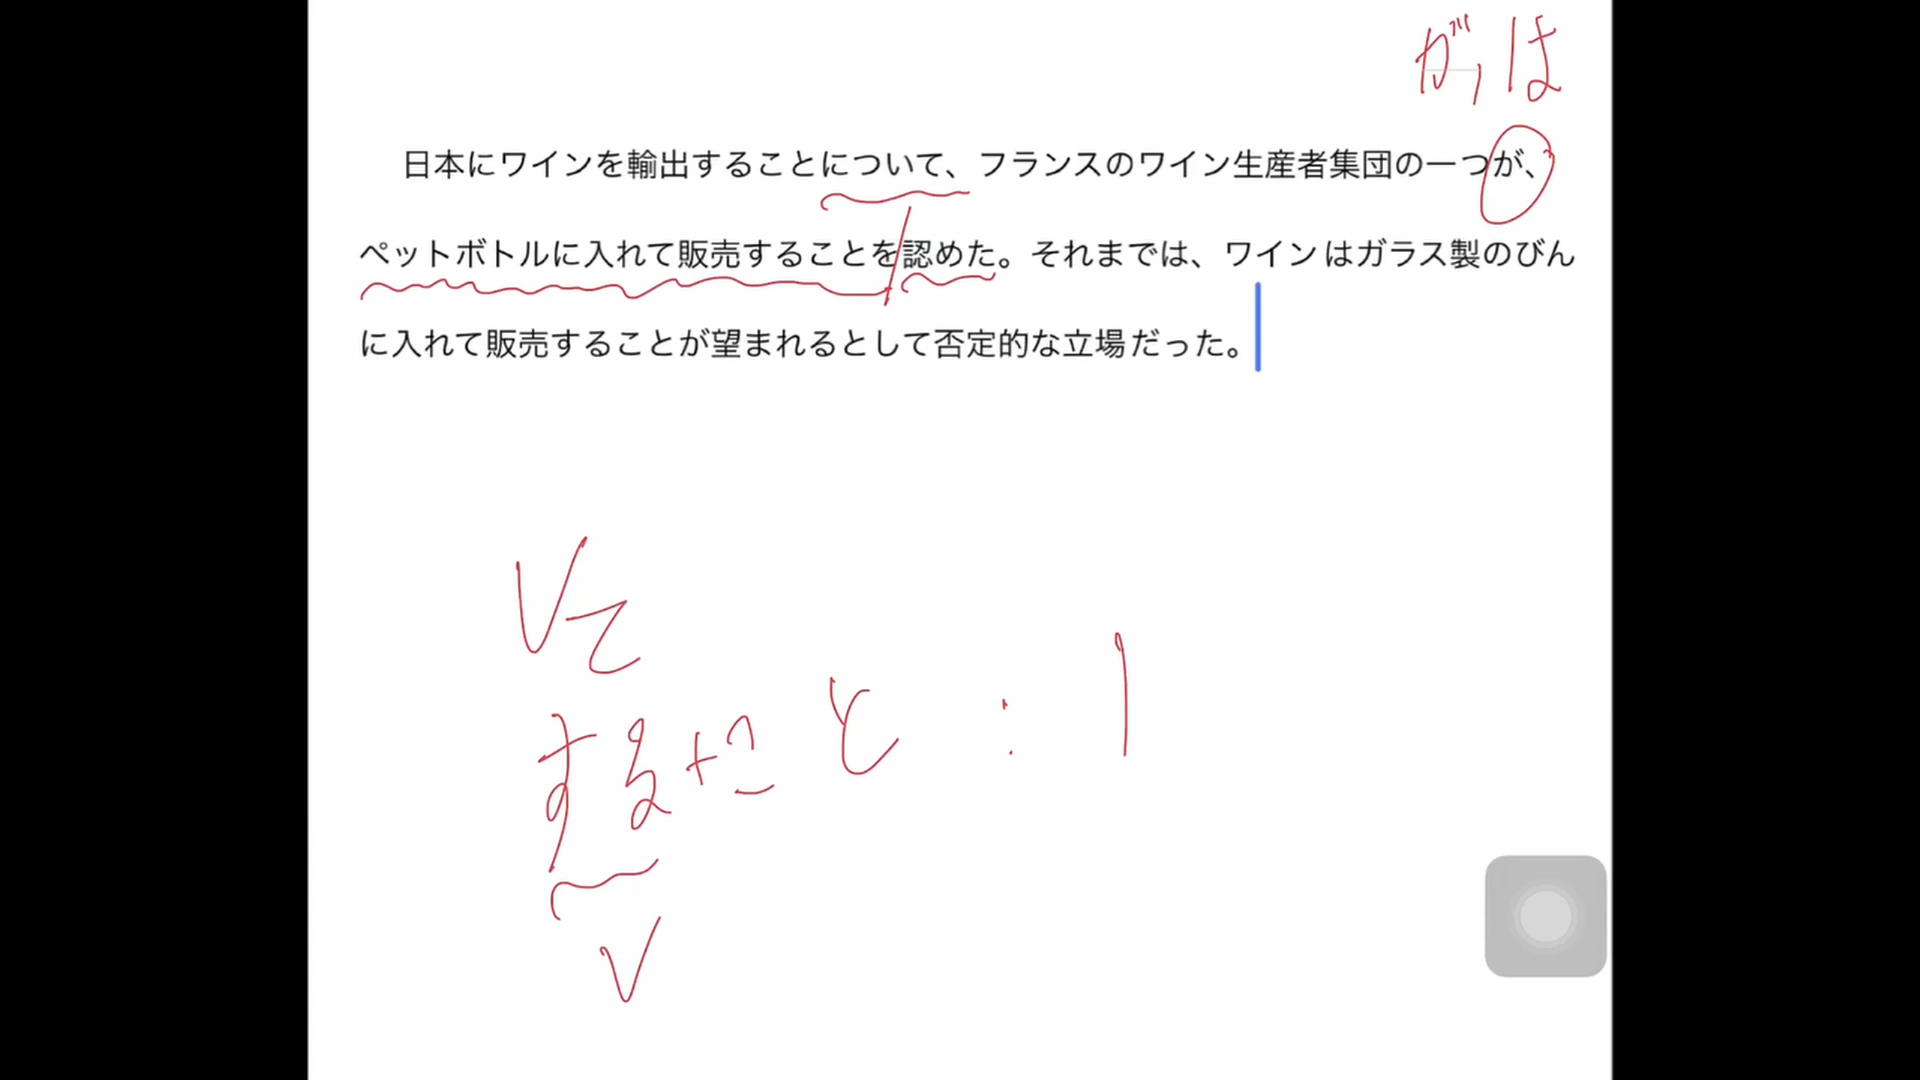 が,は
日本にワインを輸出することについて、フランスのワイン生産者集団の一つが、
ペットボトルに入れて販売することを認めた。それまでは、ワインはガラス製のびん
に入れて販売することが望まれるとして否定的な立場だった。
Vて
する+こと : 1
V